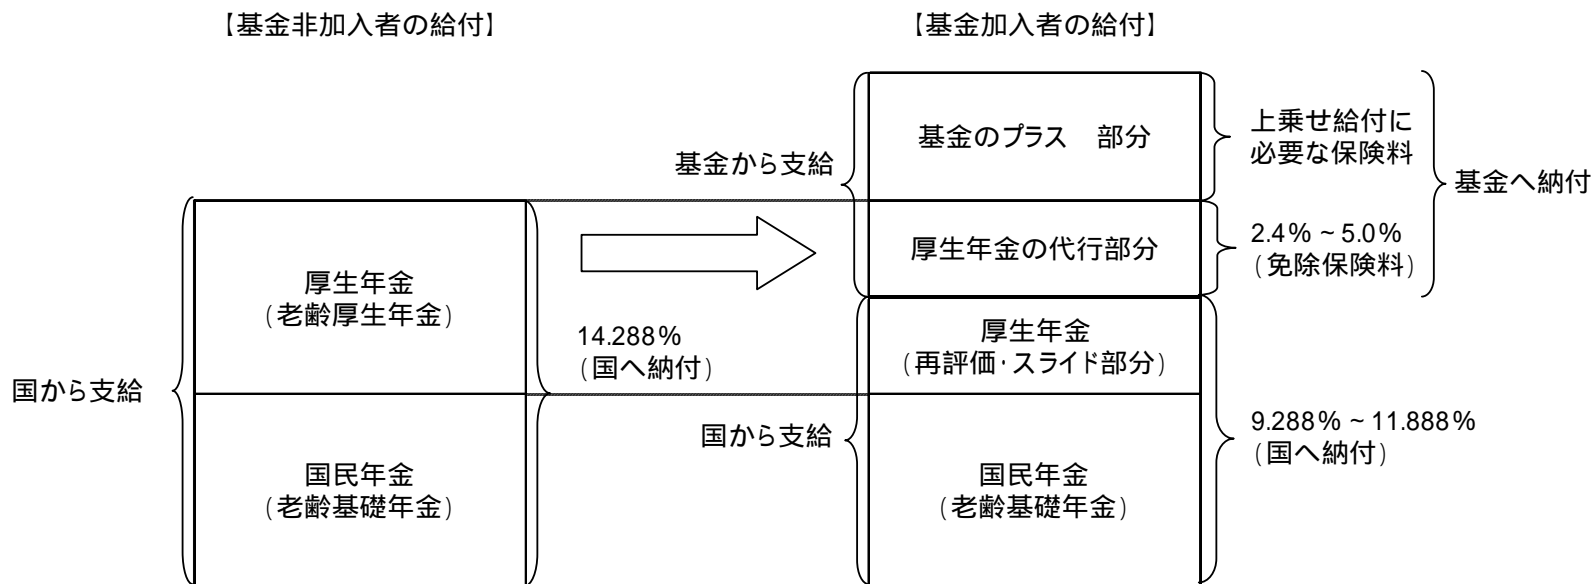 【基金非加入者の給付】
【基金加入者の給付】
国から支給
厚生年金
(老齢厚生年金)
国民年金
(老齢基礎年金)
14.288%
(国へ納付)
基金から支給
国から支給
基金のプラス　部分
厚生年金の代行部分
厚生年金
(再評価・スライド部分)
国民年金
(老齢基礎年金)
上乗せ給付に
必要な保険料
2.4%~5.0%
(免除保険料)
基金へ納付
9.288%~11.888%
(国へ納付)